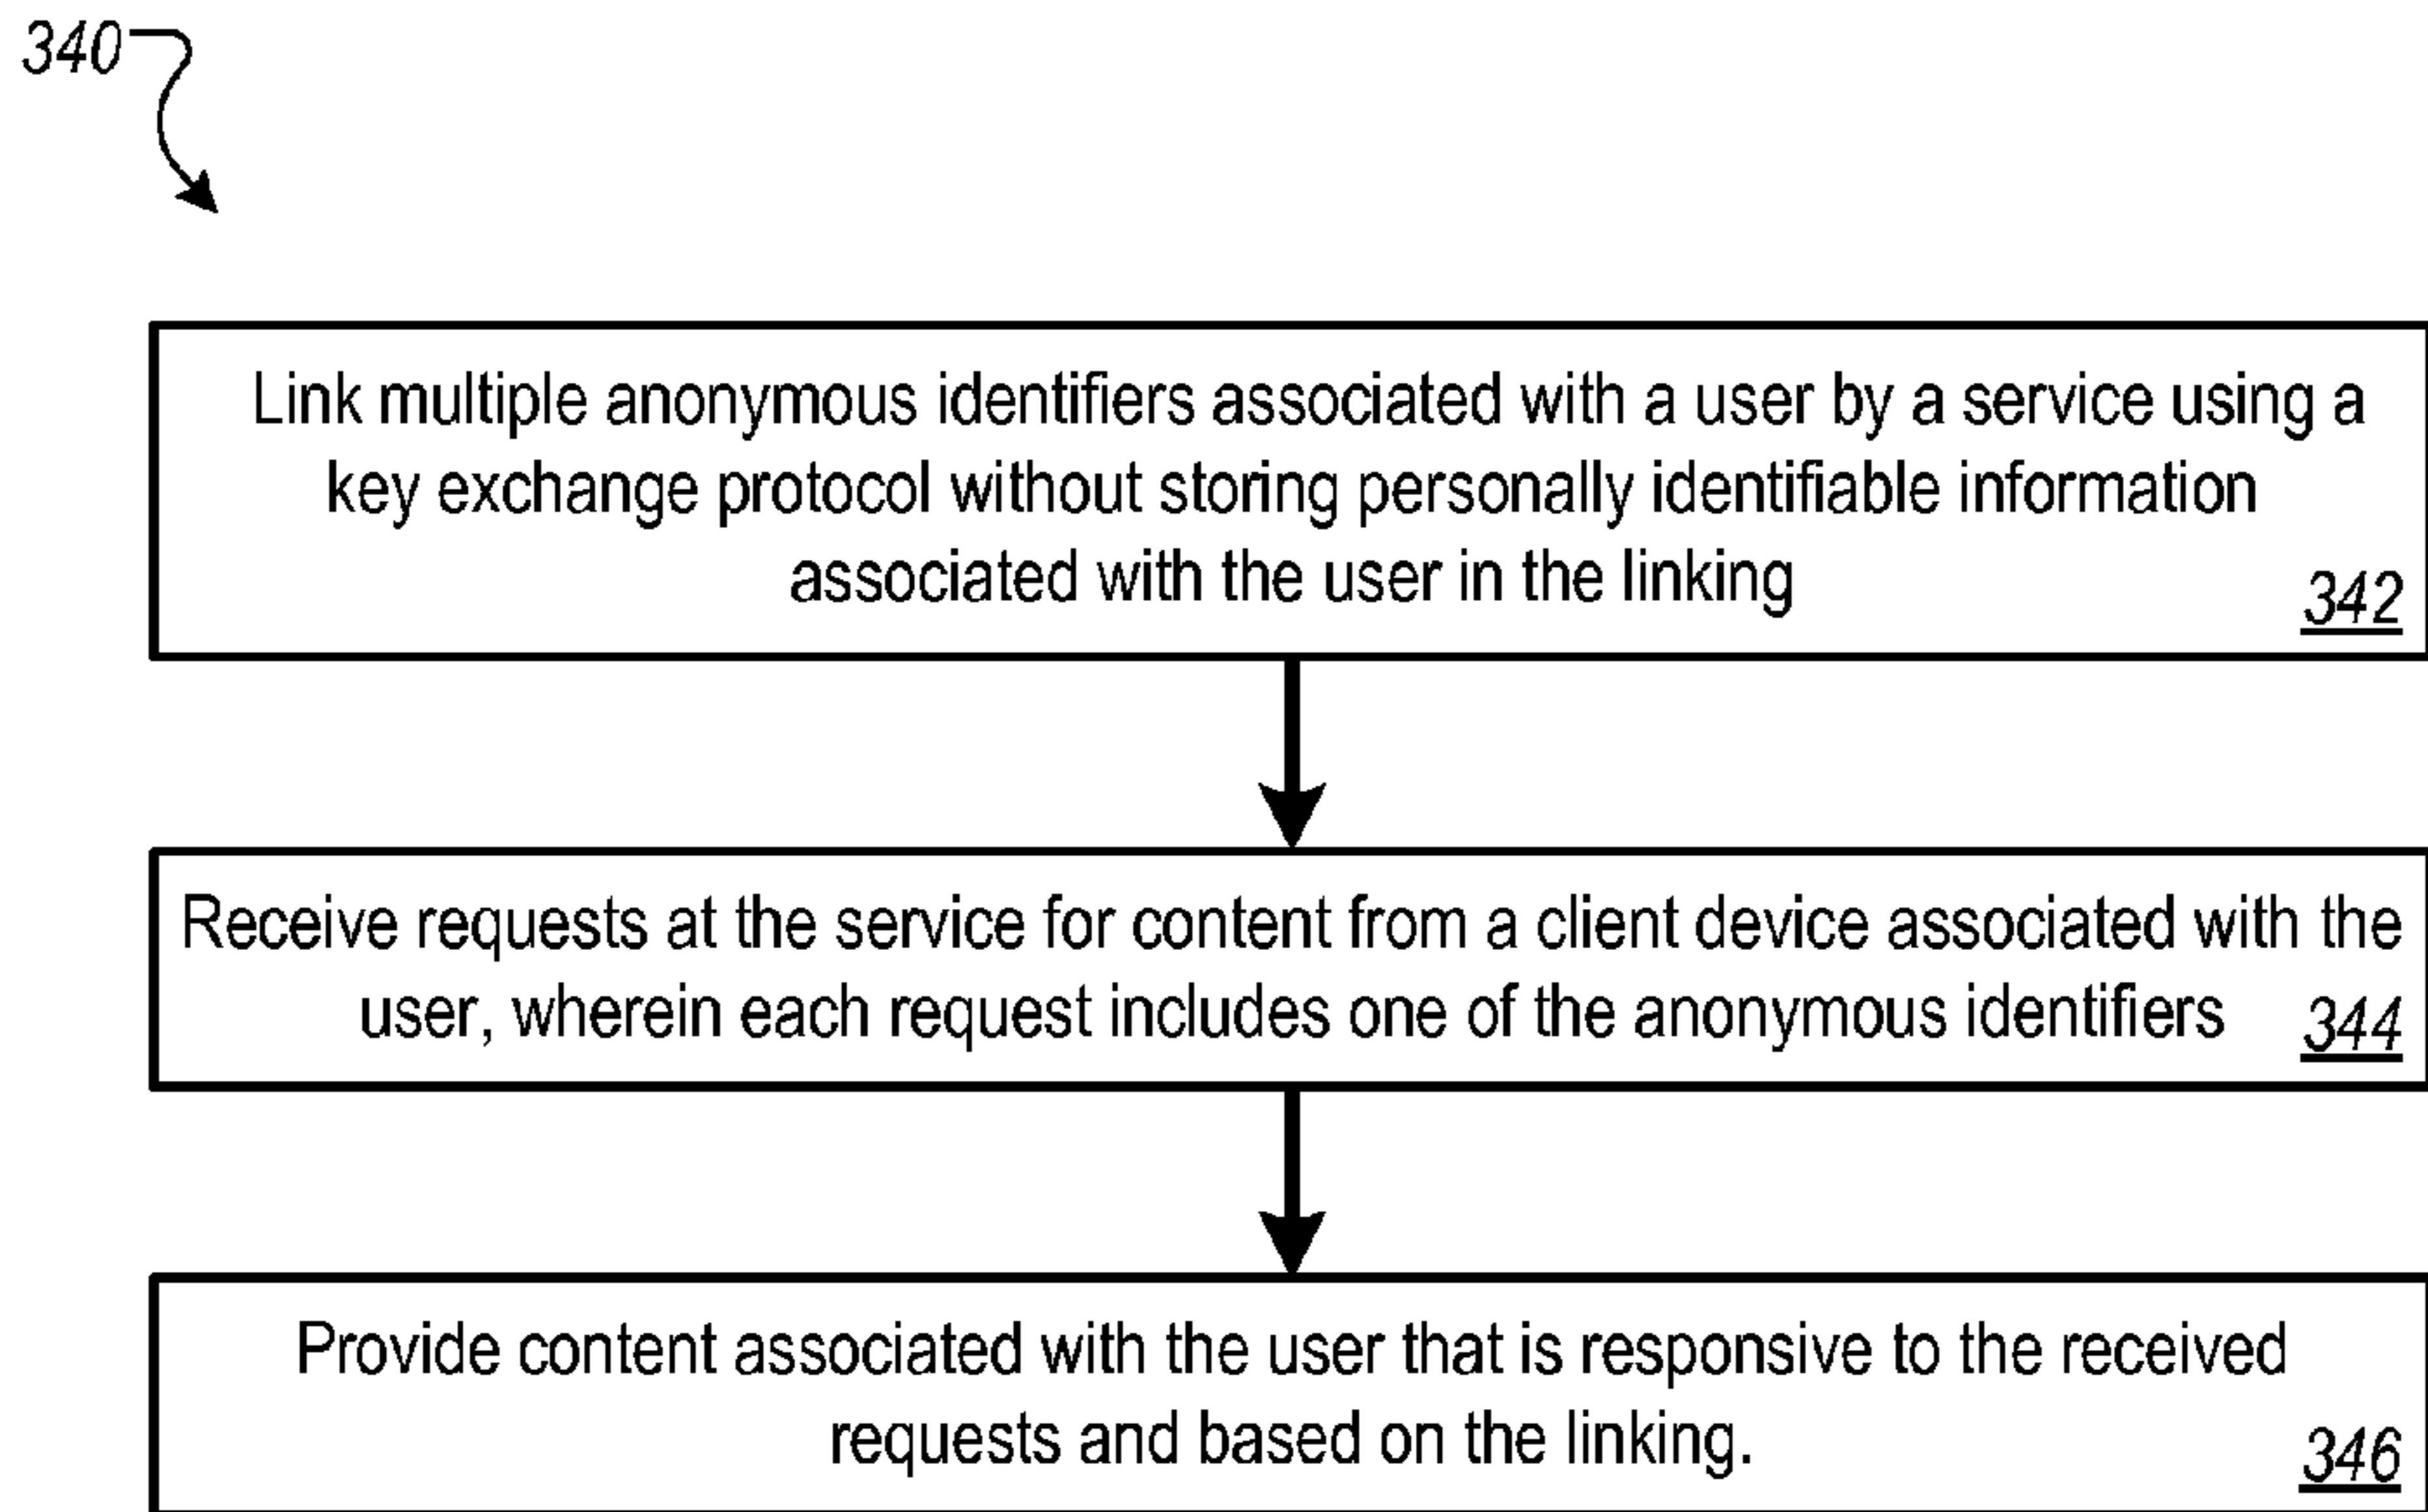 340
Link multiple anonymous identifiers associated with a user by a service using a
key exchange protocol without storing personally identifiable information
associated with the user in the linking
342
Receive requests at the service for content from a client device associated with the
user, wherein each request includes one of the anonymous identifiers
344
Provide content associated with the user that is responsive to the received
requests and based on the linking.
346